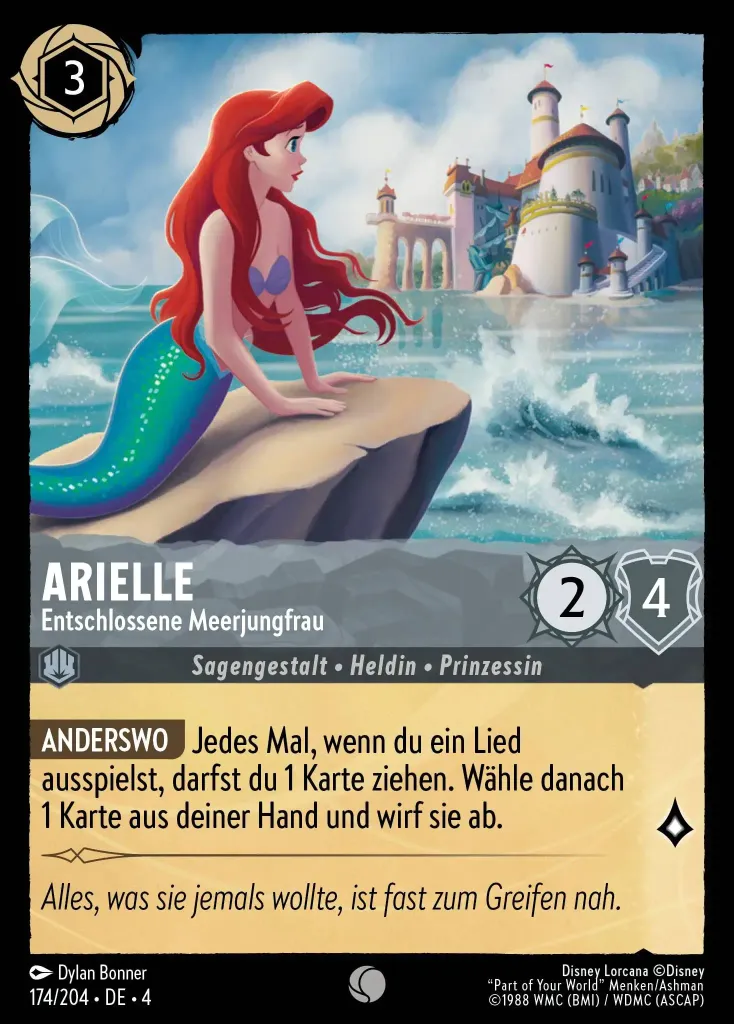 3
ARIELLE
Entschlossene Meerjungfrau
2
4
Sagengestalt • Heldin • Prinzessin
ANDERSWO Jedes Mal, wenn du ein Lied
ausspielst, darfst du 1 Karte ziehen. Wähle danach
1 Karte aus deiner Hand und wirf sie ab.
Alles, was sie jemals wollte, ist fast zum Greifen nah.
Dylan Bonner
174/204 • DE • 4
Disney Lorcana ©Disney
“Part of Your World” Menken/Ashman
©1988 WMC (BMI) / WDMC (ASCAP)